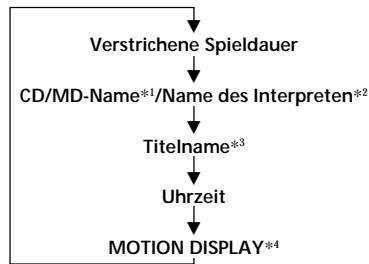 Verstrichene Spieldauer
CD/MD-Name*1/Name des Interpreten*2
Titelname*3
Uhrzeit
MOTION DISPLAY*4